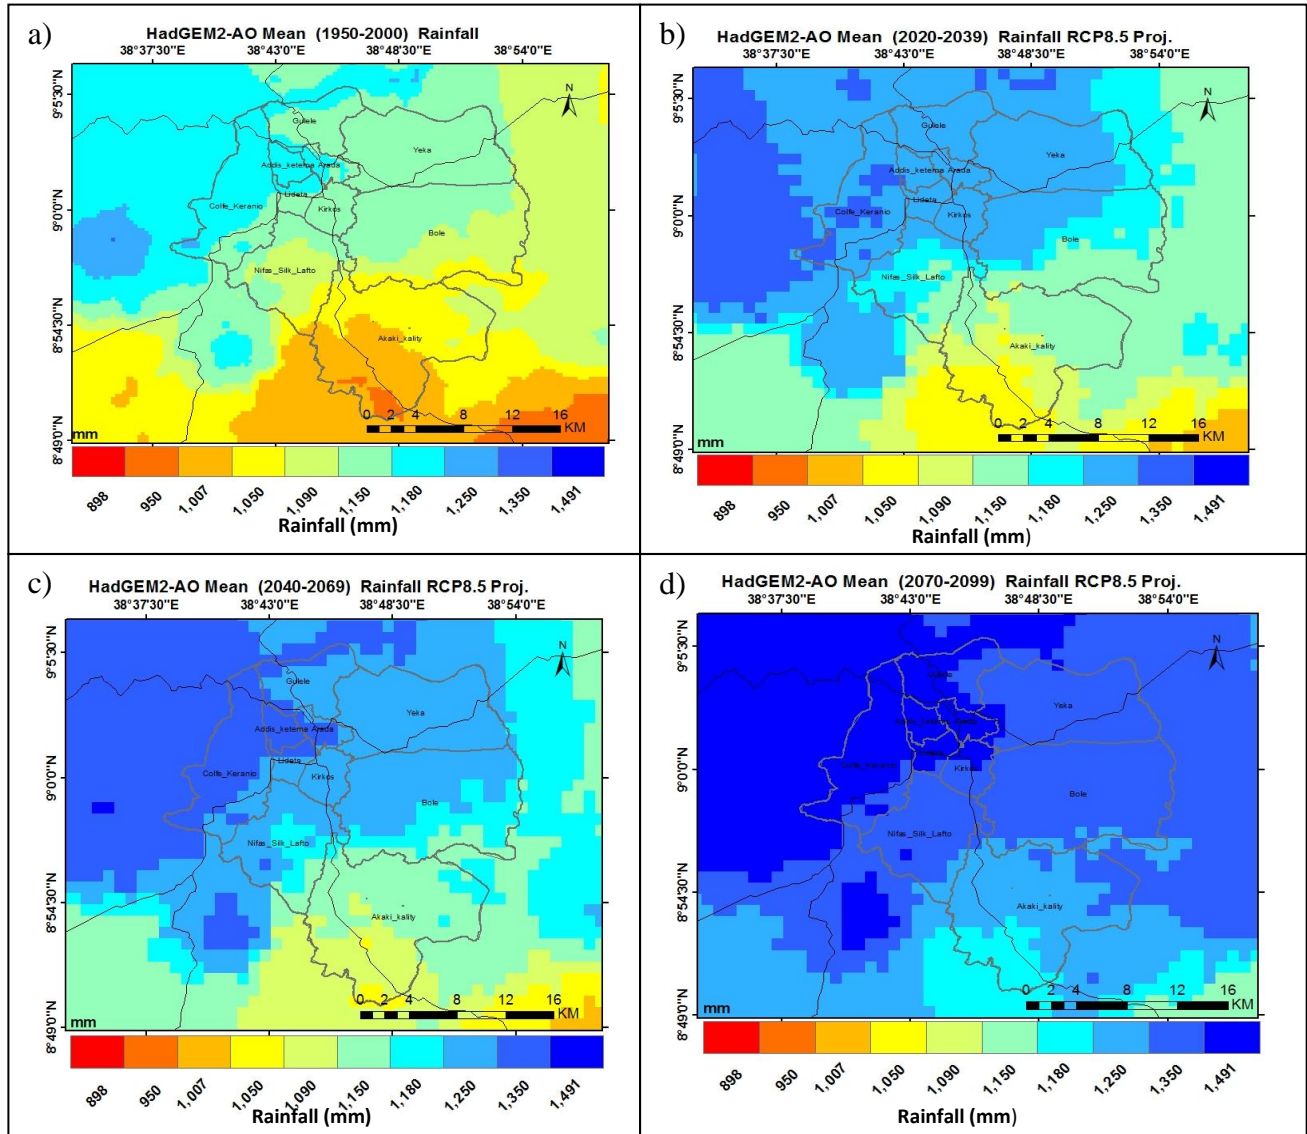 a)
HadGEM2-AO Mean (1950-2000) Rainfall
38°37'30"E 38°43'0"E 38°48'30"E 38°54'0"E
9°5'30"N
9°0'0"N
8°54'30"N
8°49'0"N
N
Gulele
Yeka
Addis_ketema Arada
Lideta
Colfe_Keranio
Kirkos
Bole
Nifas_Silk_Lafto
Akaki_kality
0 2 4 8 12 16
KM
mm
898 950 1,007 1,050 1,090 1,150 1,180 1,250 1,350 1,491
Rainfall (mm)
b)
HadGEM2-AO Mean (2020-2039) Rainfall RCP8.5 Proj.
38°37'30"E 38°43'0"E 38°48'30"E 38°54'0"E
9°5'30"N
9°0'0"N
8°54'30"N
8°49'0"N
N
Gulele
Yeka
Addis_ketema Arada
Lideta
Colfe_Keranio
Kirkos
Bole
Nifas_Silk_Lafto
Akaki_kality
0 2 4 8 12 16
KM
mm
898 950 1,007 1,050 1,090 1,150 1,180 1,250 1,350 1,491
Rainfall (mm)
c)
HadGEM2-AO Mean (2040-2069) Rainfall RCP8.5 Proj.
38°37'30"E 38°43'0"E 38°48'30"E 38°54'0"E
9°5'30"N
9°0'0"N
8°54'30"N
8°49'0"N
N
Gulele
Yeka
Addis_ketema Arada
Lideta
Colfe_Keranio
Kirkos
Bole
Nifas_Silk_Lafto
Akaki_kality
0 2 4 8 12 16
KM
mm
898 950 1,007 1,050 1,090 1,150 1,180 1,250 1,350 1,491
Rainfall (mm)
d)
HadGEM2-AO Mean (2070-2099) Rainfall RCP8.5 Proj.
38°37'30"E 38°43'0"E 38°48'30"E 38°54'0"E
9°5'30"N
9°0'0"N
8°54'30"N
8°49'0"N
N
Gulele
Yeka
Addis_ketema Arada
Lideta
Colfe_Keranio
Kirkos
Bole
Nifas_Silk_Lafto
Akaki_kality
0 2 4 8 12 16
KM
mm
898 950 1,007 1,050 1,090 1,150 1,180 1,250 1,350 1,491
Rainfall (mm)